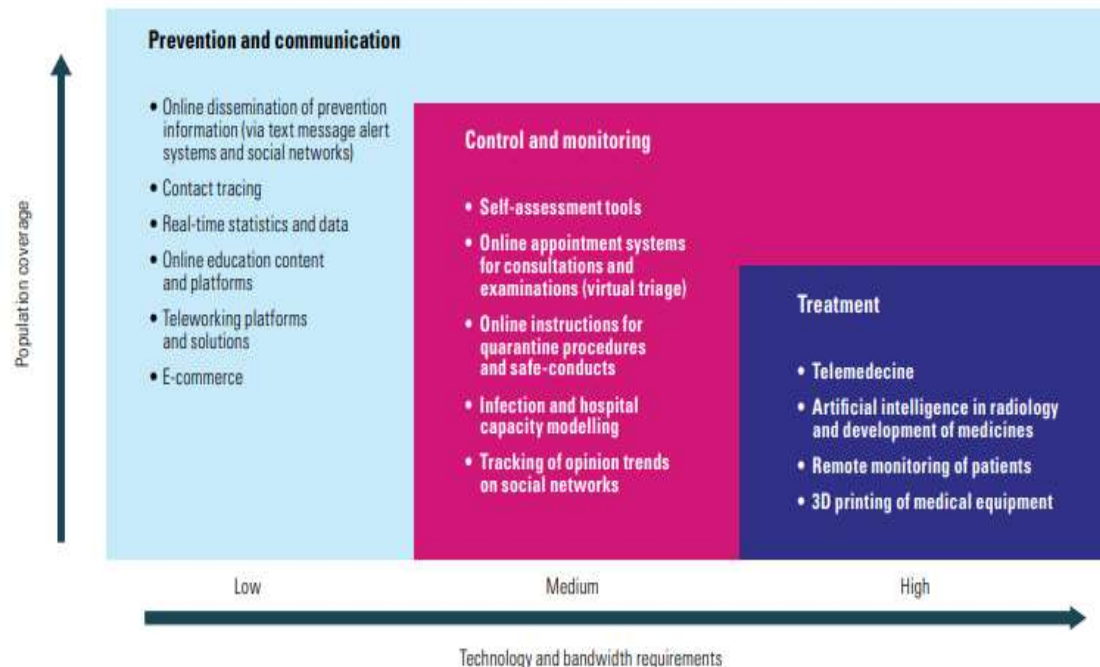 Prevention and communication
• Online dissemination of prevention
information (via text message alert
systems and social networks)
• Contact tracing
• Real-time statistics and data
• Online education content
and platforms
• Teleworking platforms
and solutions
• E-commerce
Control and monitoring
• Self-assessment tools
• Online appointment systems
for consultations and
examinations (virtual triage)
• Online instructions for
quarantine procedures
and safe-conducts
• Infection and hospital
capacity modelling
• Tracking of opinion trends
on social networks
Treatment
• Telemedecine
• Artificial intelligence in radiology
and development of medicines
• Remote monitoring of patients
• 3D printing of medical equipment
Population coverage
Low
Medium
High
Technology and bandwidth requirements